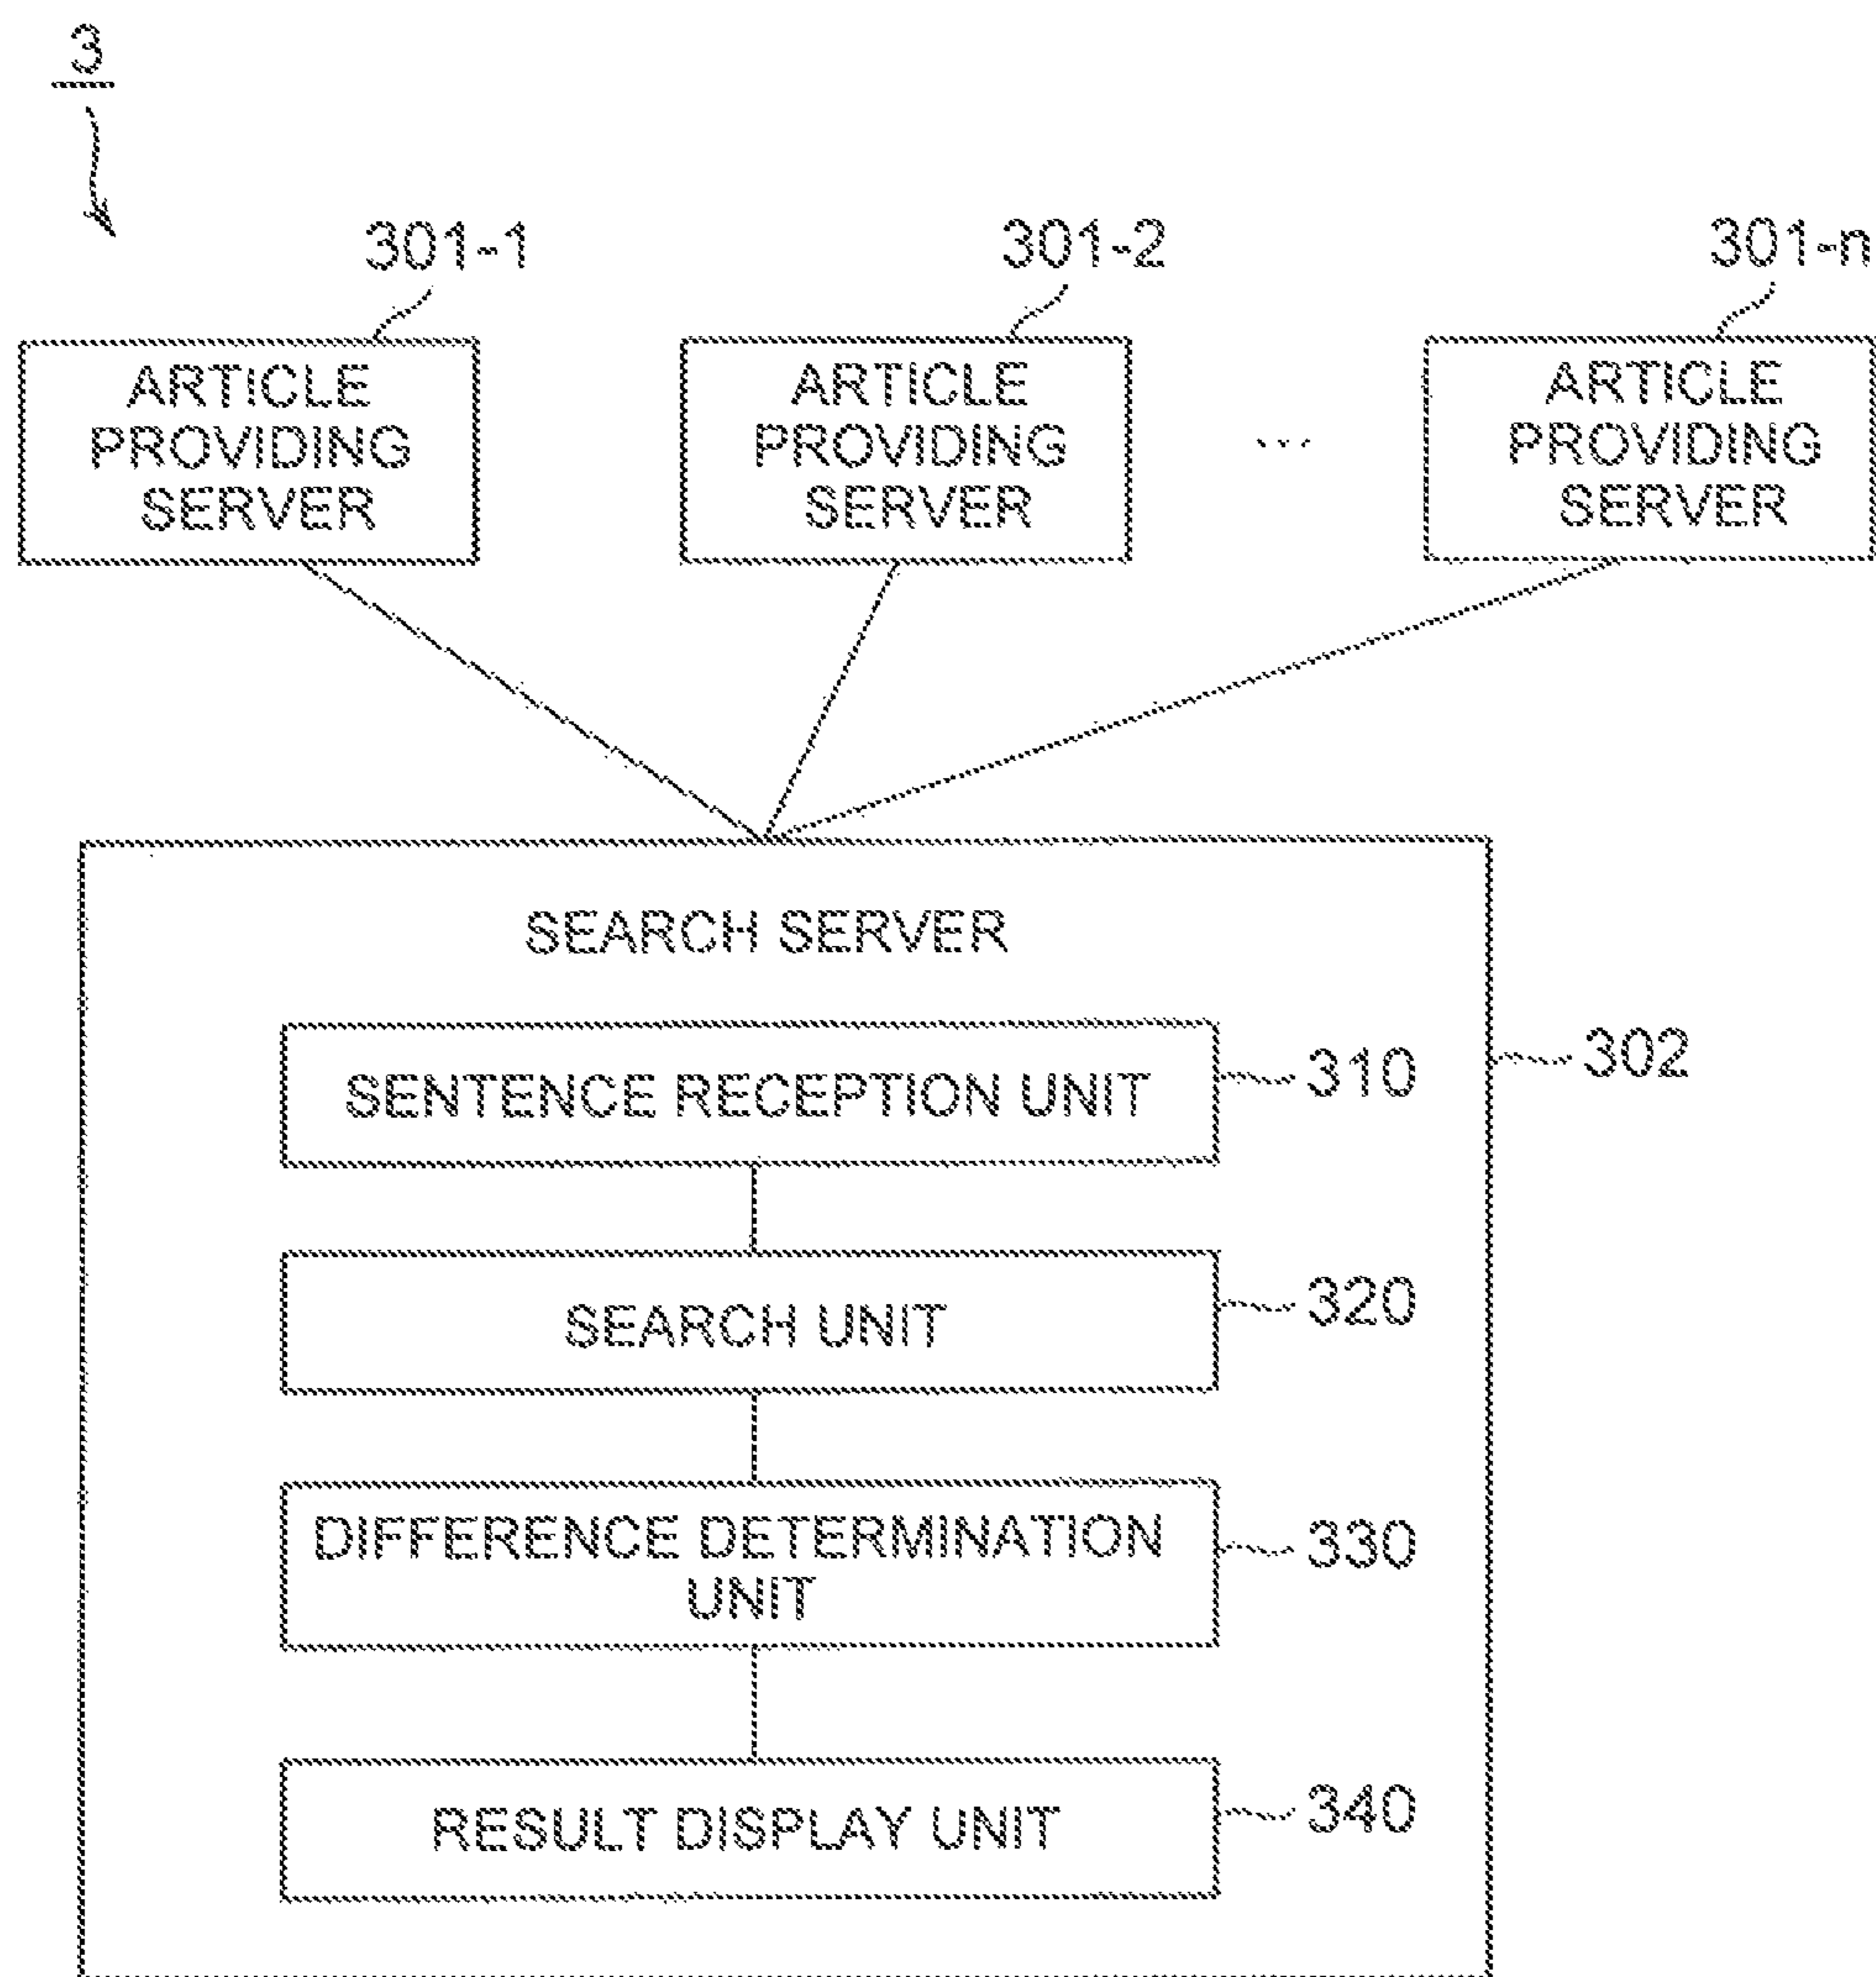 3
301-1
301-2
301-n
ARTICLE
PROVIDING
SERVER
ARTICLE
PROVIDING
SERVER
...
ARTICLE
PROVIDING
SERVER
SEARCH SERVER
302
SENTENCE RECEPTION UNIT
310
SEARCH UNIT
320
DIFFERENCE DETERMINATION
UNIT
330
RESULT DISPLAY UNIT
340